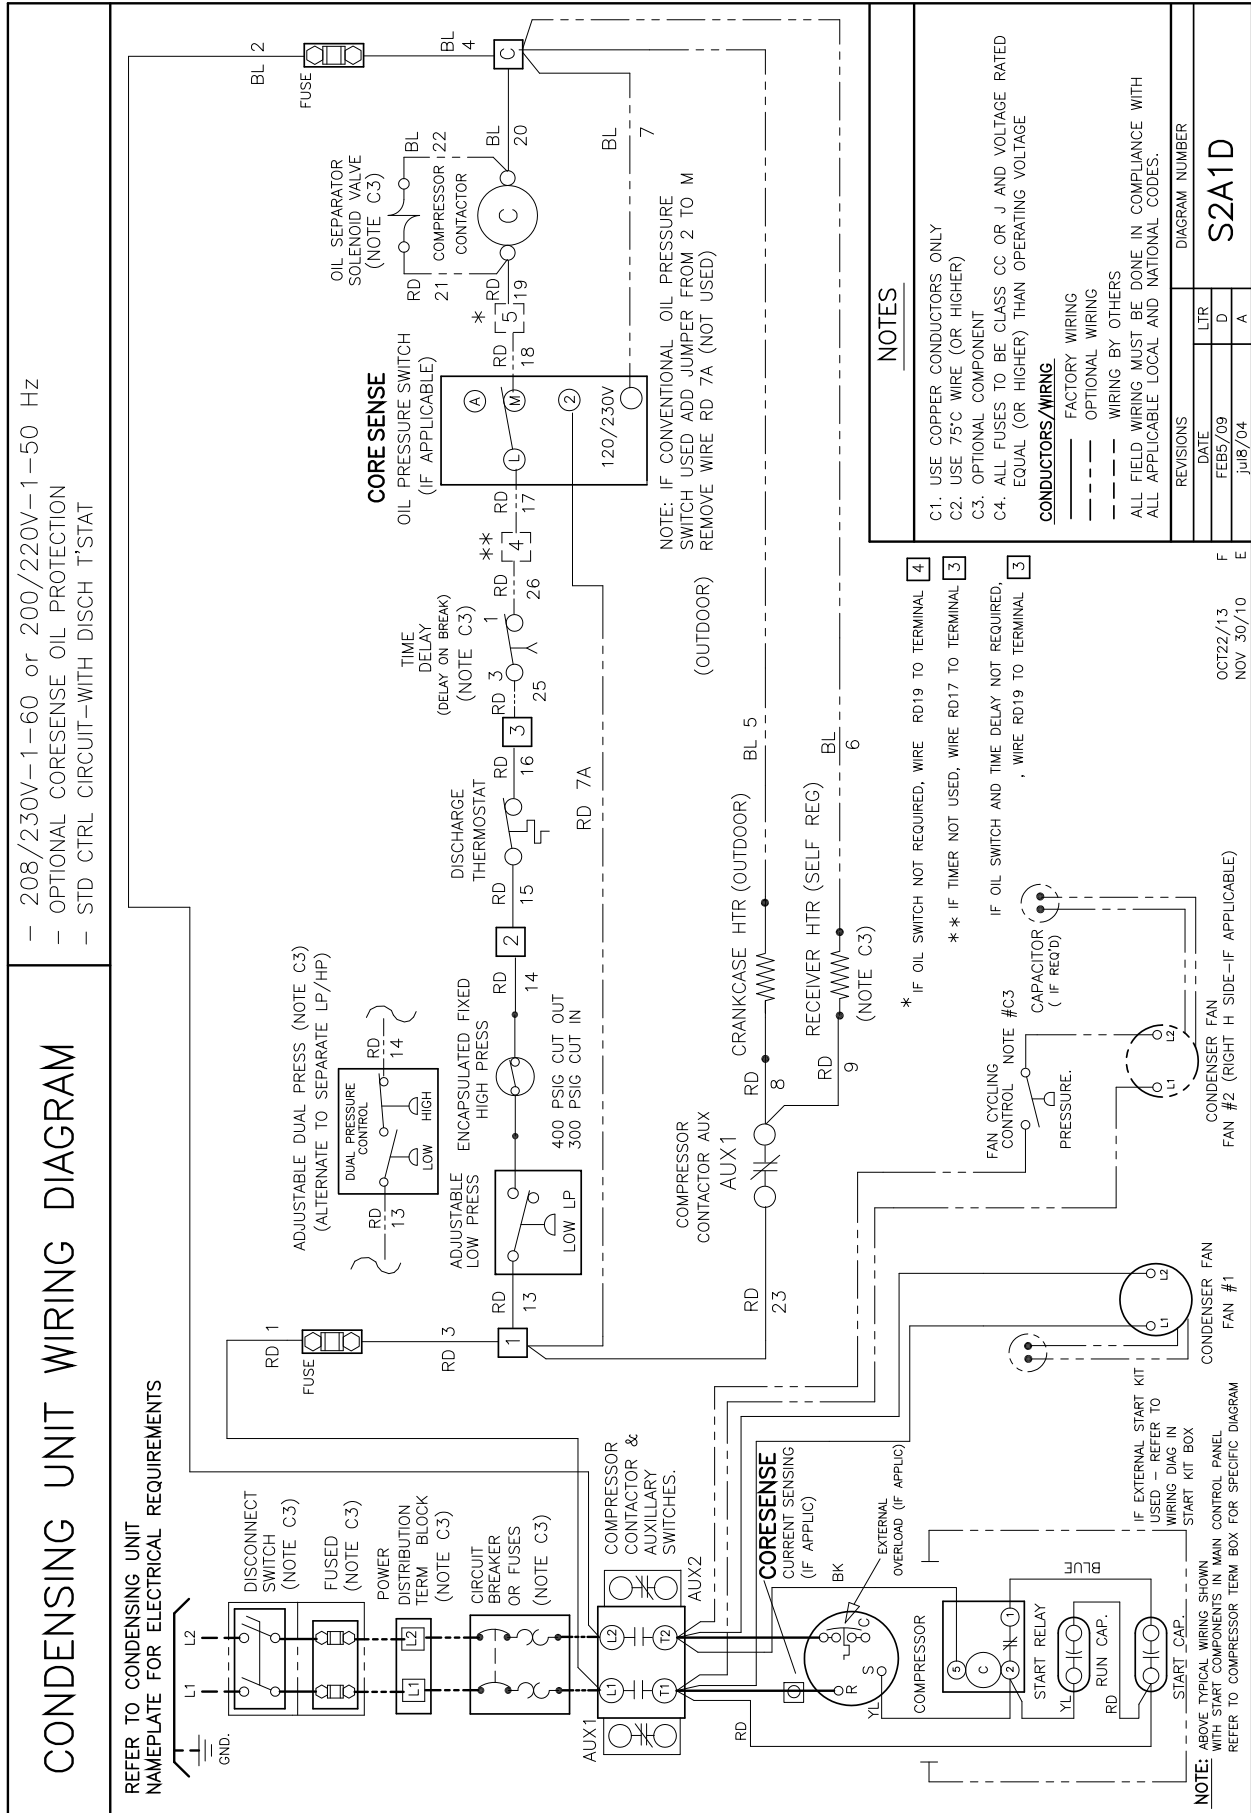 CONDENSING UNIT WIRING DIAGRAM
- 208/230V-1-60 or 200/220V-1-50 Hz
- OPTIONAL CORESENSE OIL PROTECTION
- STD CTRL CIRCUIT-WITH DISCH T'STAT
REFER TO CONDENSING UNIT
NAMEPLATE FOR ELECTRICAL REQUIREMENTS
GND.
L1
L2
DISCONNECT
SWITCH
(NOTE C3)
FUSED
(NOTE C3)
POWER
DISTRIBUTION
TERM BLOCK
(NOTE C3)
L1
L2
CIRCUIT
BREAKER
OR FUSES
(NOTE C3)
COMPRESSOR
CONTACTOR &
AUXILLARY
SWITCHES.
AUX1
AUX2
L1
L2
T1
T2
RD 1
FUSE
RD 3
1
BL 2
FUSE
BL 4
C
RD
13
ADJUSTABLE
LOW PRESS
LOW LP
ADJUSTABLE DUAL PRESS (NOTE C3)
(ALTERNATE TO SEPARATE LP/HP)
RD
13
DUAL PRESSURE
CONTROL
LOW
HIGH
RD
14
ENCAPSULATED FIXED
HIGH PRESS
400 PSIG CUT OUT
300 PSIG CUT IN
RD
14
2
RD
15
DISCHARGE
THERMOSTAT
RD
16
3
RD
25
TIME
DELAY
(DELAY ON BREAK)
(NOTE C3)
3
1
RD
26
**
4
RD
17
CORE SENSE
OIL PRESSURE SWITCH
(IF APPLICABLE)
L
M
A
2
120/230V
RD
18
*
5
RD
19
OIL SEPARATOR
SOLENOID VALVE
(NOTE C3)
RD
21
BL
22
COMPRESSOR
CONTACTOR
C
BL
20
RD 7A
BL
7
NOTE: IF CONVENTIONAL OIL PRESSURE
SWITCH USED ADD JUMPER FROM 2 TO M
REMOVE WIRE RD 7A (NOT USED)
(OUTDOOR)
RD
23
COMPRESSOR
CONTACTOR AUX
AUX1
RD
8
CRANKCASE HTR (OUTDOOR)
BL 5
RD
9
RECEIVER HTR (SELF REG)
(NOTE C3)
BL
6
* IF OIL SWITCH NOT REQUIRED, WIRE RD19 TO TERMINAL 4
** IF TIMER NOT USED, WIRE RD17 TO TERMINAL 3
IF OIL SWITCH AND TIME DELAY NOT REQUIRED,
, WIRE RD19 TO TERMINAL 3
CORESENSE
CURRENT SENSING
(IF APPLIC)
BK
EXTERNAL
OVERLOAD (IF APPLIC)
R
S
C
YL
RD
COMPRESSOR
5
C
2
1
START RELAY
YL
RUN CAP.
RD
START CAP.
BLUE
IF EXTERNAL START KIT
USED - REFER TO
WIRING DIAG IN
START KIT BOX
L1
L2
CONDENSER FAN
FAN #1
FAN CYCLING
CONTROL NOTE #C3
PRESSURE.
CAPACITOR
( IF REQ'D)
L1
L2
CONDENSER FAN
FAN #2 (RIGHT H SIDE-IF APPLICABLE)
NOTE: ABOVE TYPICAL WIRING SHOWN
WITH START COMPONENTS IN MAIN CONTROL PANEL
REFER TO COMPRESSOR TERM BOX FOR SPECIFIC DIAGRAM
NOTES
C1. USE COPPER CONDUCTORS ONLY
C2. USE 75°C WIRE (OR HIGHER)
C3. OPTIONAL COMPONENT
C4. ALL FUSES TO BE CLASS CC OR J AND VOLTAGE RATED
EQUAL (OR HIGHER) THAN OPERATING VOLTAGE
CONDUCTORS/WIRNG
FACTORY WIRING
OPTIONAL WIRING
WIRING BY OTHERS
ALL FIELD WIRING MUST BE DONE IN COMPLIANCE WITH
ALL APPLICABLE LOCAL AND NATIONAL CODES.
REVISIONS
DIAGRAM NUMBER
DATE
LTR
S2A1D
OCT22/13 F
FEB5/09 D
NOV 30/10 E
jul8/04 A